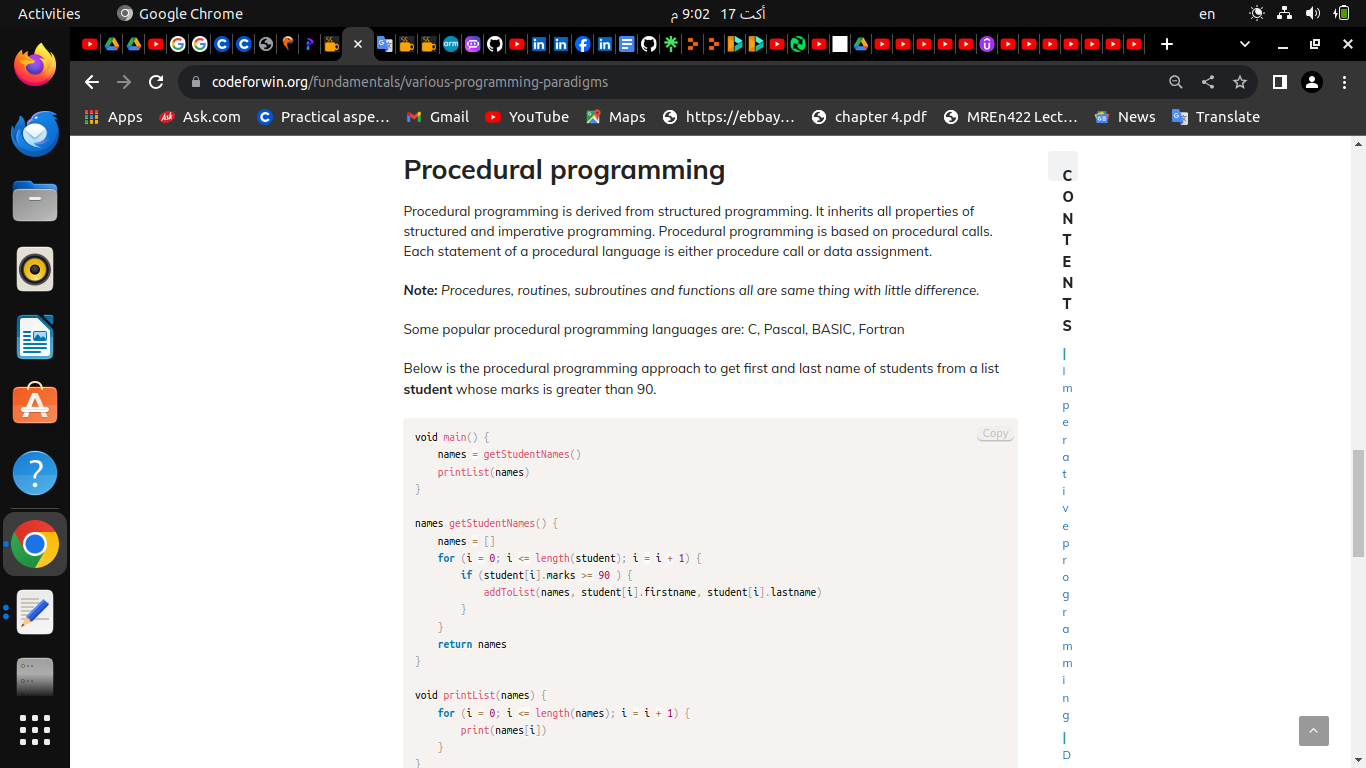 Activities
Google Chrome
أكت 17 9:02 م
en
codeforwin.org/fundamentals/various-programming-paradigms
Apps
Ask.com
Practical aspe…
Gmail
YouTube
Maps
https://ebbay…
chapter 4.pdf
MREn422 Lect…
News
Translate
Procedural programming
Procedural programming is derived from structured programming. It inherits all properties of
structured and imperative programming. Procedural programming is based on procedural calls.
Each statement of a procedural language is either procedure call or data assignment.
Note: Procedures, routines, subroutines and functions all are same thing with little difference.
Some popular procedural programming languages are: C, Pascal, BASIC, Fortran
Below is the procedural programming approach to get first and last name of students from a list
student whose marks is greater than 90.
Copy
void main() {
names = getStudentNames()
printList(names)
}
names getStudentNames() {
names = []
for (i = 0; i <= length(student); i = i + 1) {
if (student[i].marks >= 90 ) {
addToList(names, student[i].firstname, student[i].lastname)
}
}
return names
}
void printList(names) {
for (i = 0; i <= length(names); i = i + 1) {
print(names[i])
}
}
C
O
N
T
E
N
T
S
|
I
m
p
e
r
a
t
i
v
e
p
r
o
g
r
a
m
m
i
n
g
|
D